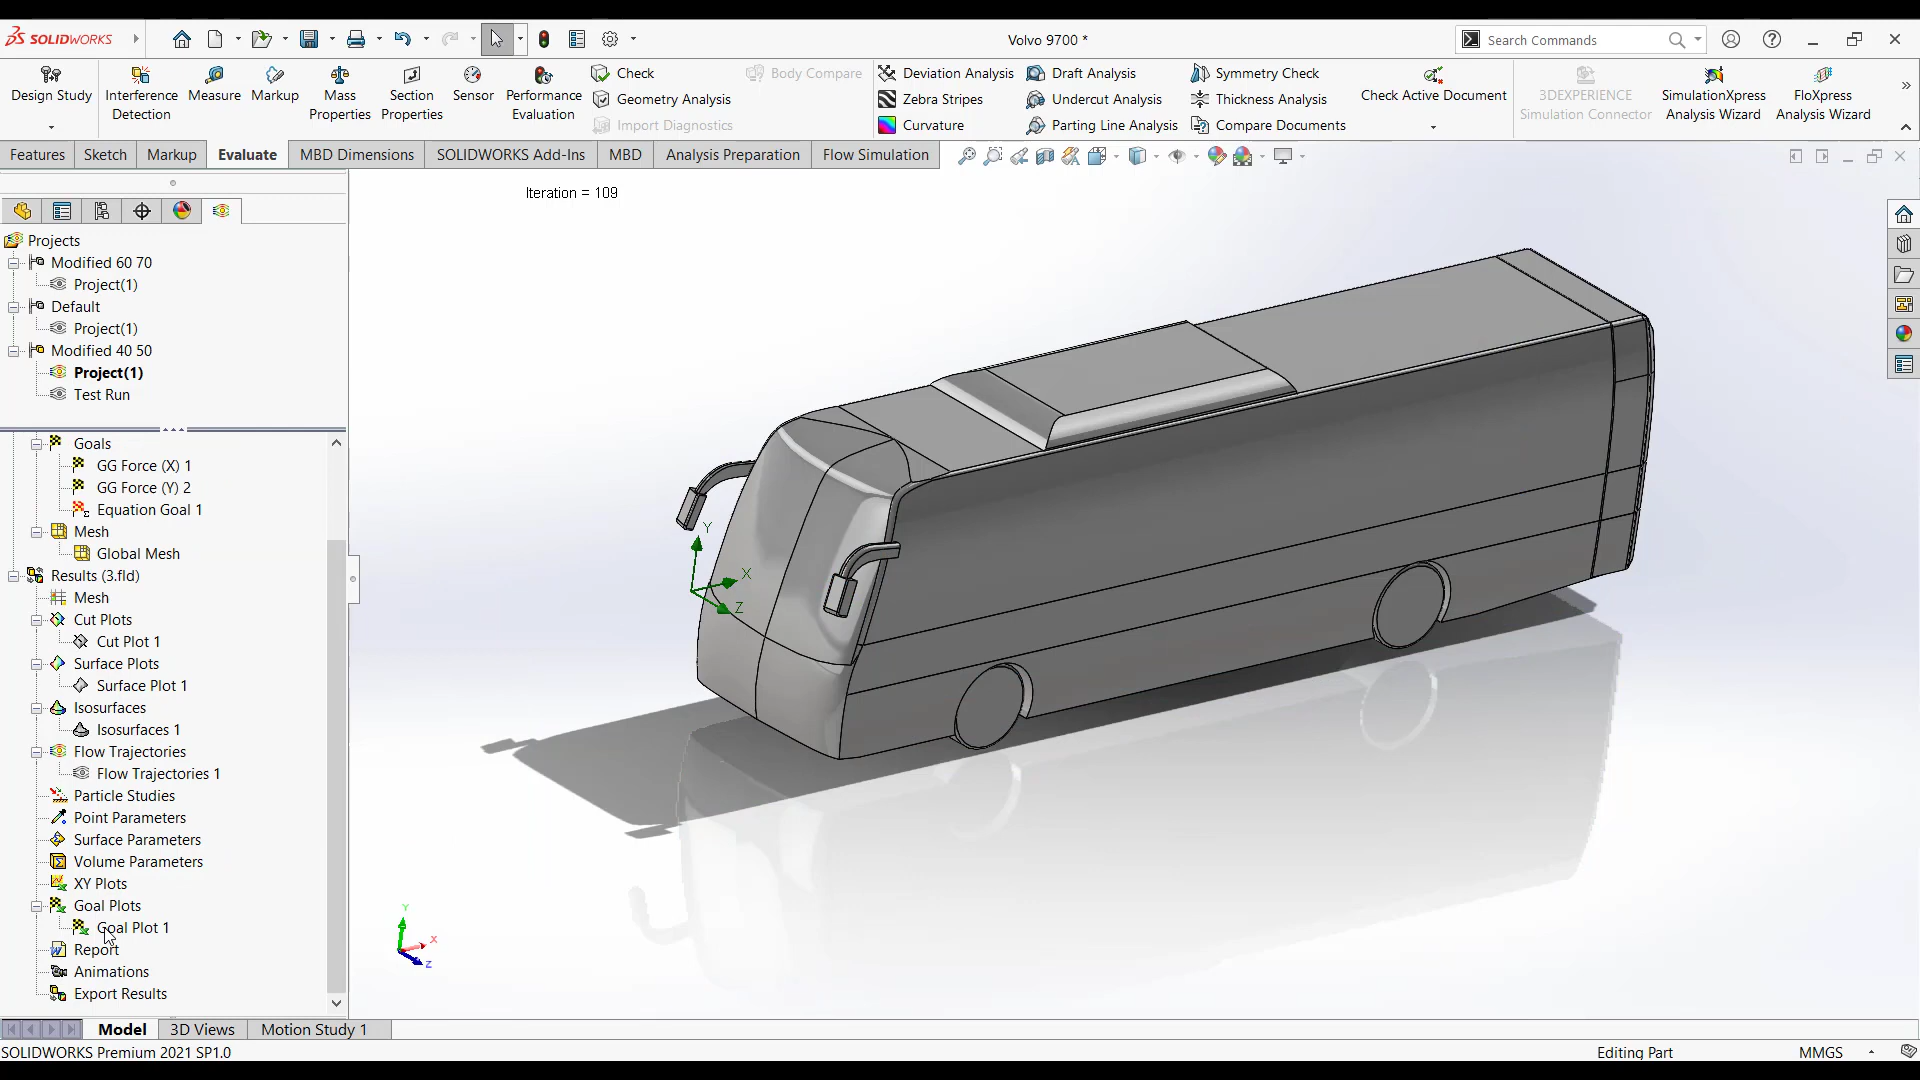 SOLIDWORKS
Volvo 9700 *
Search Commands
Design Study
Interference Detection
Measure
Markup
Mass Properties
Section Properties
Sensor
Performance Evaluation
Check
Geometry Analysis
Import Diagnostics
Body Compare
Deviation Analysis
Zebra Stripes
Curvature
Draft Analysis
Undercut Analysis
Parting Line Analysis
Symmetry Check
Thickness Analysis
Compare Documents
Check Active Document
3DEXPERIENCE Simulation Connector
SimulationXpress Analysis Wizard
FloXpress Analysis Wizard
Features
Sketch
Markup
Evaluate
MBD Dimensions
SOLIDWORKS Add-Ins
MBD
Analysis Preparation
Flow Simulation
Iteration = 109
Projects
Modified 60 70
Project(1)
Default
Project(1)
Modified 40 50
Project(1)
Test Run
Goals
GG Force (X) 1
GG Force (Y) 2
Equation Goal 1
Mesh
Global Mesh
Results (3.fld)
Mesh
Cut Plots
Cut Plot 1
Surface Plots
Surface Plot 1
Isosurfaces
Isosurfaces 1
Flow Trajectories
Flow Trajectories 1
Particle Studies
Point Parameters
Surface Parameters
Volume Parameters
XY Plots
Goal Plots
Goal Plot 1
Report
Animations
Export Results
Y
X
Z
Y
X
Z
Model
3D Views
Motion Study 1
SOLIDWORKS Premium 2021 SP1.0
Editing Part
MMGS